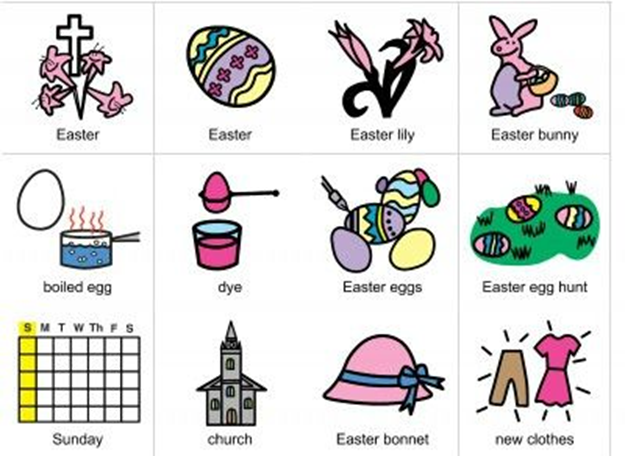 Easter
Easter
Easter lily
Easter bunny
boiled egg
dye
Easter eggs
Easter egg hunt
S M T W Th F S
Sunday
church
Easter bonnet
new clothes